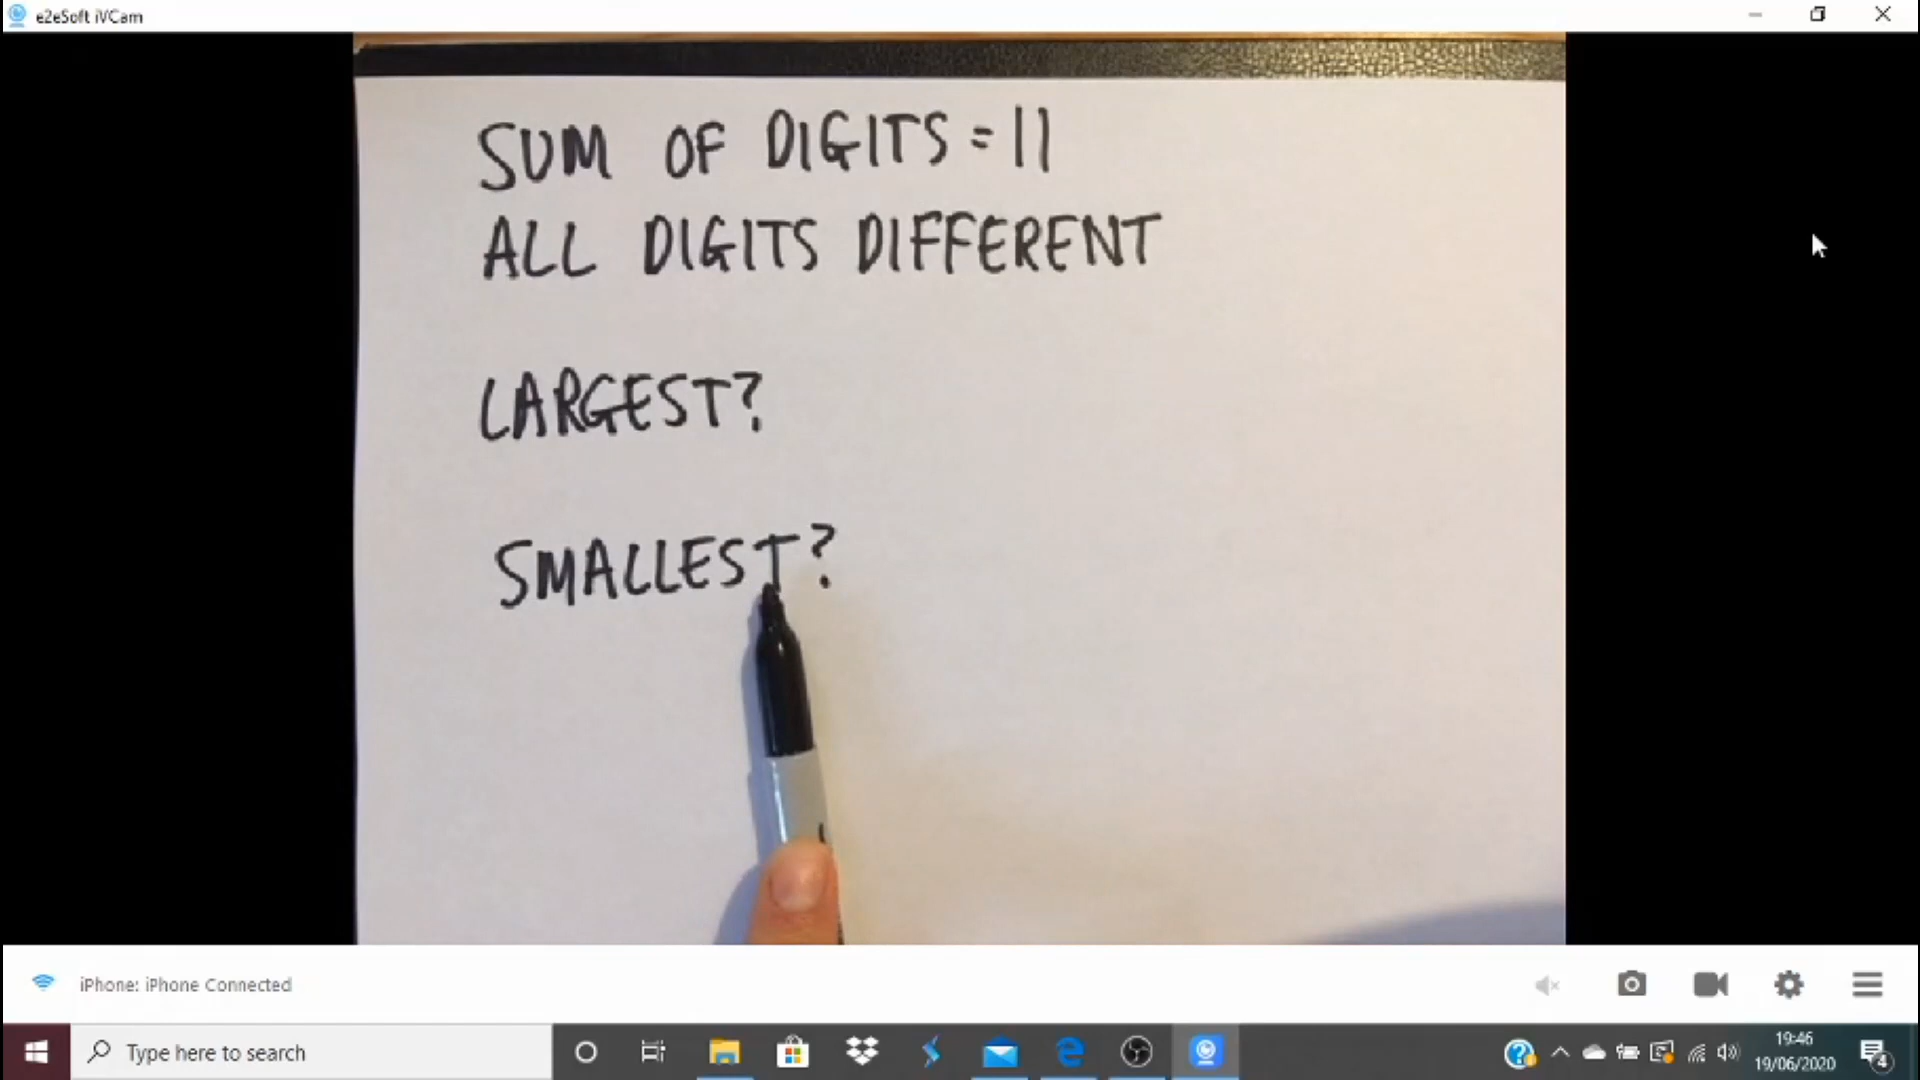 e2eSoft iVCam
SUM OF DIGITS = 11
ALL DIGITS DIFFERENT
LARGEST?
SMALLEST?
iPhone: iPhone Connected
Type here to search
19:46
19/06/2020
4